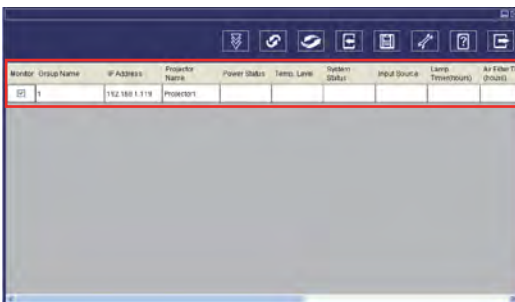 Monitor Group Name IP Address Projector Name Power Status Temp. Level System Status Input Source Lamp Timer(hours) Air Filter T (hours)
1 192.168.1.119 Projector1